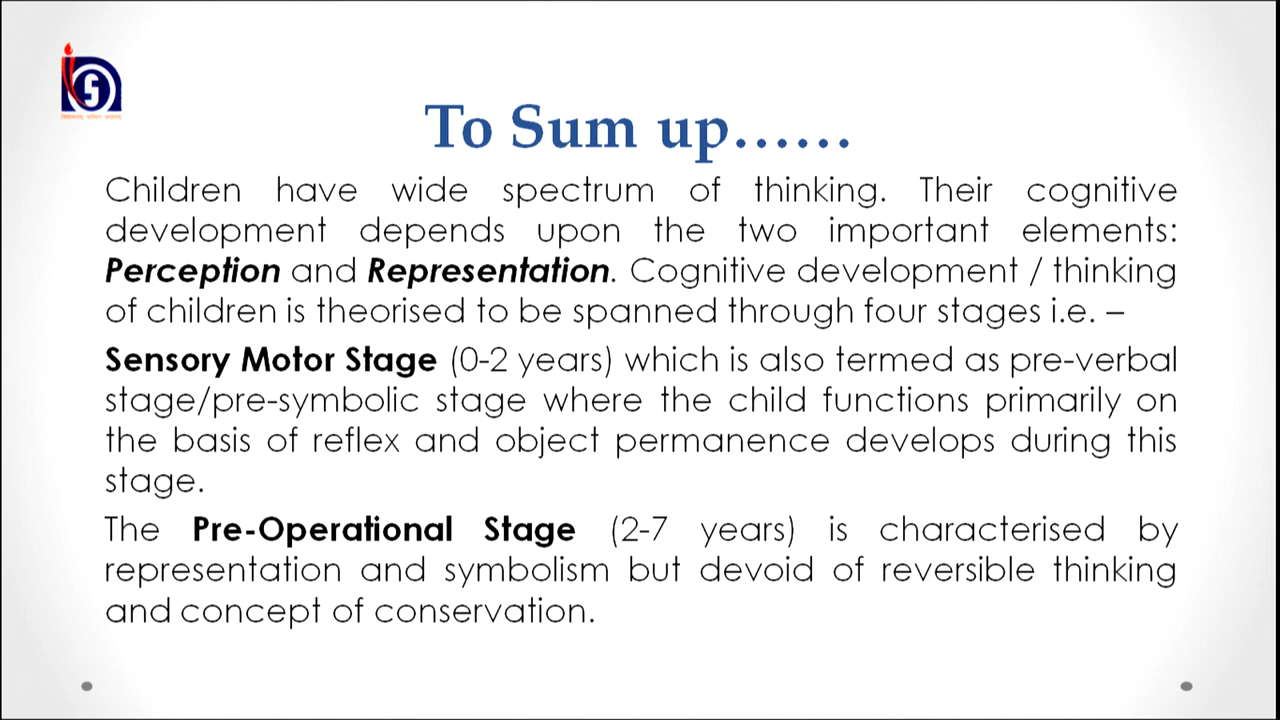 To Sum up……
Children have wide spectrum of thinking. Their cognitive
development depends upon the two important elements:
Perception and Representation. Cognitive development / thinking
of children is theorised to be spanned through four stages i.e. –
Sensory Motor Stage (0-2 years) which is also termed as pre-verbal
stage/pre-symbolic stage where the child functions primarily on
the basis of reflex and object permanence develops during this
stage.
The Pre-Operational Stage (2-7 years) is characterised by
representation and symbolism but devoid of reversible thinking
and concept of conservation.